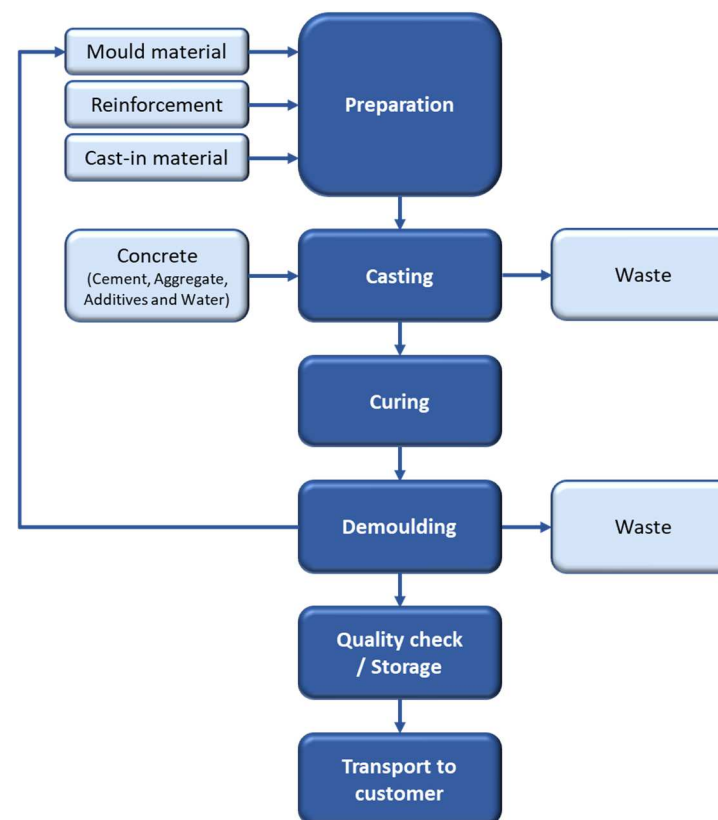 Mould material
Reinforcement
Cast-in material
Preparation
Concrete
(Cement, Aggregate,
Additives and Water)
Casting
Waste
Curing
Demoulding
Waste
Quality check
/ Storage
Transport to
customer